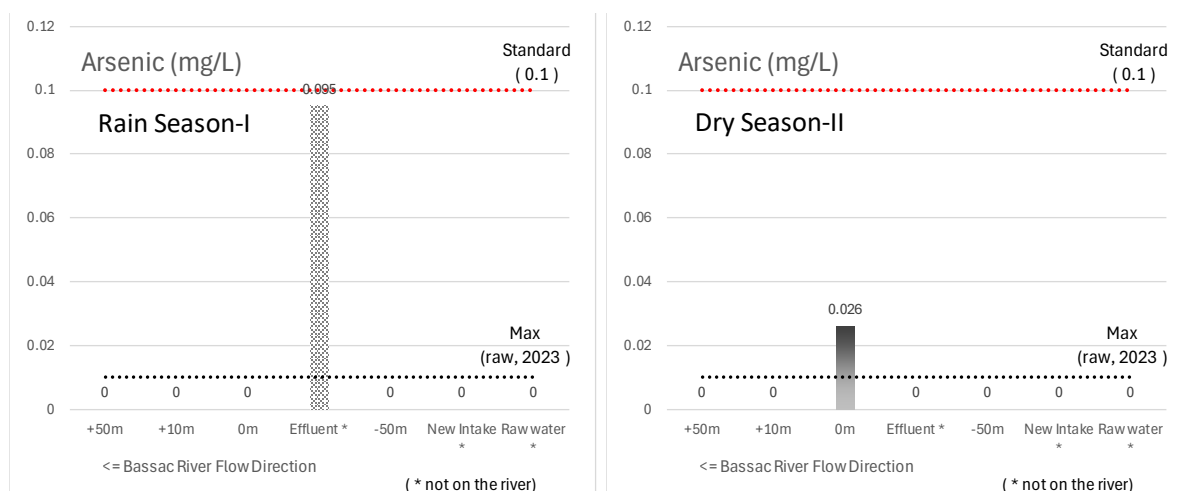 0.12
Arsenic (mg/L)
Standard
( 0.1 )
0.1
0.095
Rain Season-I
0.08
0.06
0.04
0.02
Max
(raw, 2023 )
0 0 0 0 0 0
0
+50m +10m 0m Effluent * -50m New Intake Raw water
* *
<= Bassac River Flow Direction
( * not on the river)
0.12
Arsenic (mg/L)
Standard
( 0.1 )
0.1
Dry Season-II
0.08
0.06
0.04
0.026
0.02
Max
(raw, 2023 )
0 0 0 0 0 0
0
+50m +10m 0m Effluent * -50m New Intake Raw water
* *
<= Bassac River Flow Direction
( * not on the river)